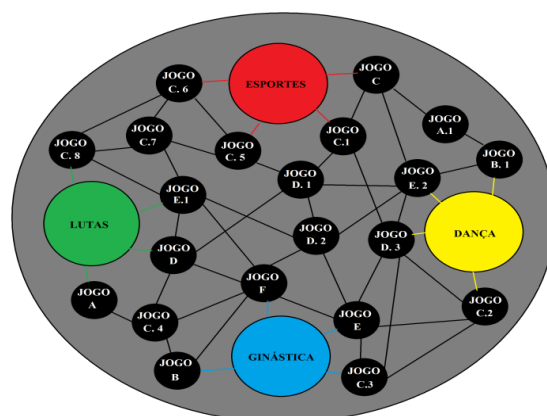 JOGO
C. 6
ESPORTES
JOGO
C
JOGO
A.1
JOGO
C. 8
JOGO
C.7
JOGO
C. 5
JOGO
C.1
JOGO
B. 1
JOGO
D. 1
JOGO
E. 2
JOGO
E.1
LUTAS
JOGO
D. 2
JOGO
D. 3
DANÇA
JOGO
D
JOGO
F
JOGO
A
JOGO
C. 4
JOGO
E
JOGO
C.2
GINÁSTICA
JOGO
B
JOGO
C.3